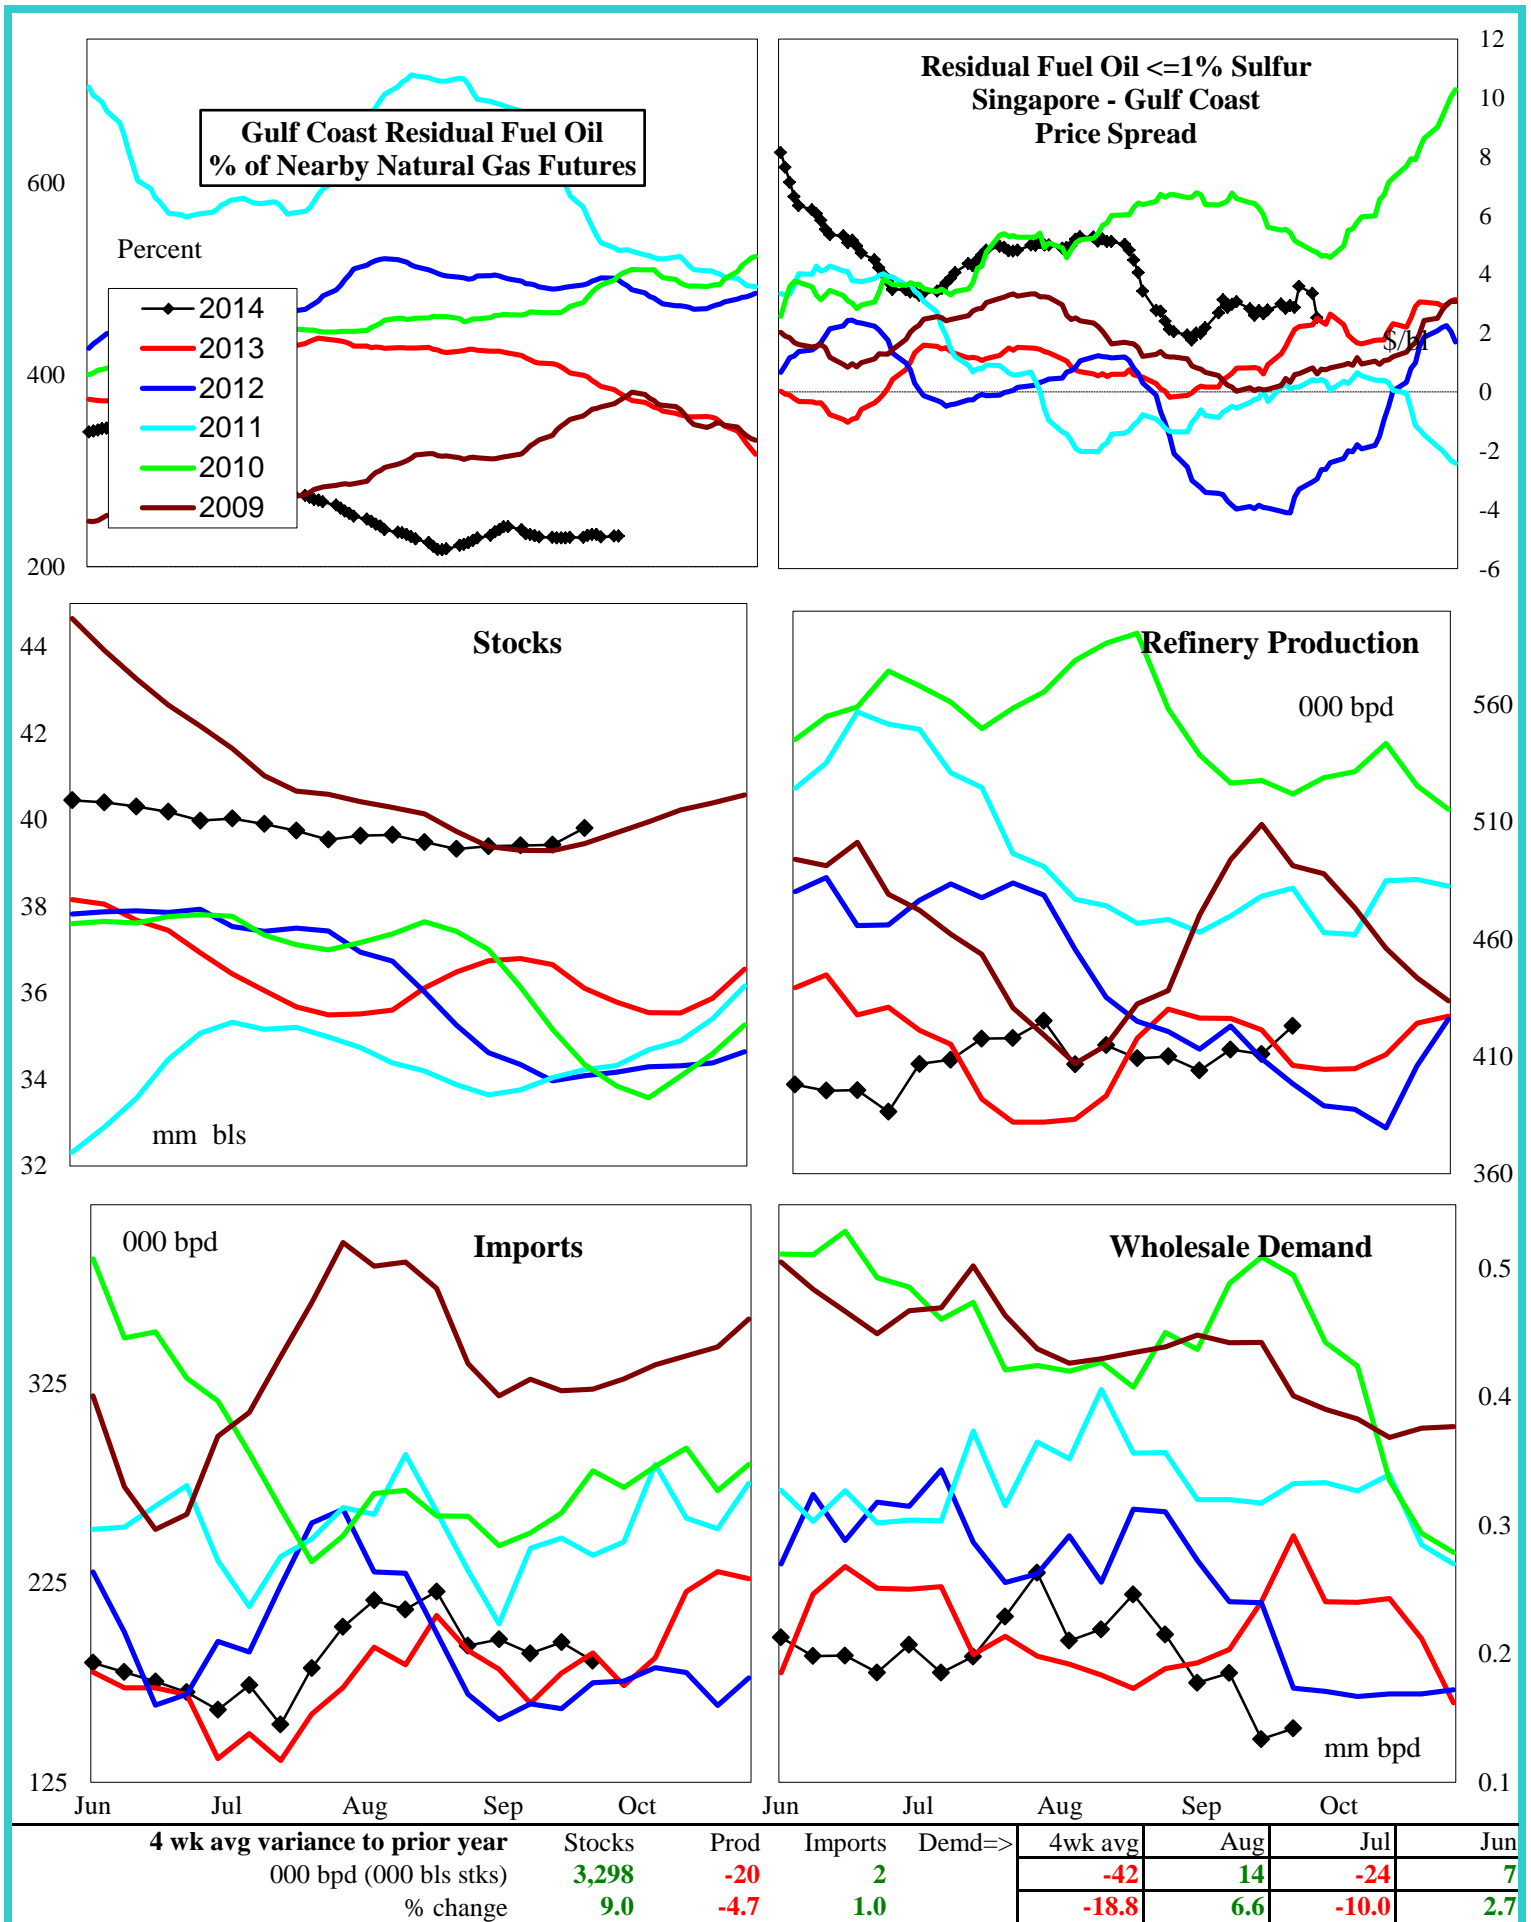 Gulf Coast Residual Fuel Oil
% of Nearby Natural Gas Futures
600
Percent
400
200
2014
2013
2012
2011
2010
2009
Residual Fuel Oil <=1% Sulfur
Singapore - Gulf Coast
Price Spread
12
10
8
6
4
2
$/bl
0
-2
-4
-6
Stocks
44
42
40
38
36
34
mm bls
32
Refinery Production
000 bpd
560
510
460
410
360
000 bpd
Imports
325
225
125
Jun Jul Aug Sep Oct
Wholesale Demand
0.5
0.4
0.3
0.2
mm bpd
0.1
Jun Jul Aug Sep Oct
4 wk avg variance to prior year Stocks Prod Imports Demd=> 4wk avg Aug Jul Jun
000 bpd (000 bls stks) 3,298 -20 2 -42 14 -24 7
% change 9.0 -4.7 1.0 -18.8 6.6 -10.0 2.7